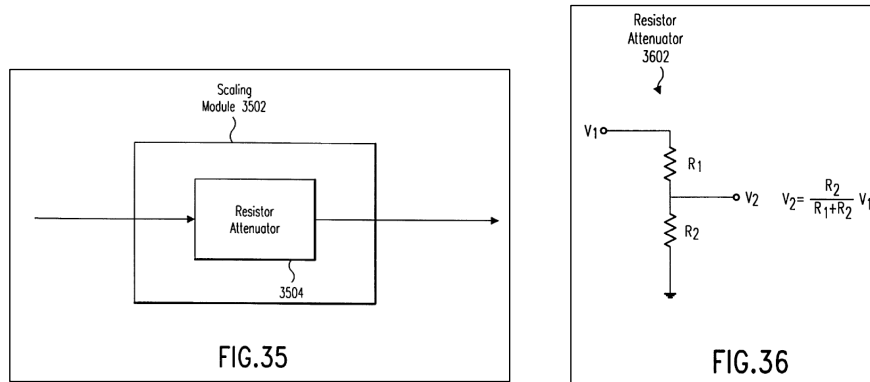 Scaling
Module 3502
Resistor
Attenuator
3504
FIG.35
Resistor
Attenuator
3602
V1
R1
V2
V2= R2/R1+R2 V1
R2
FIG.36